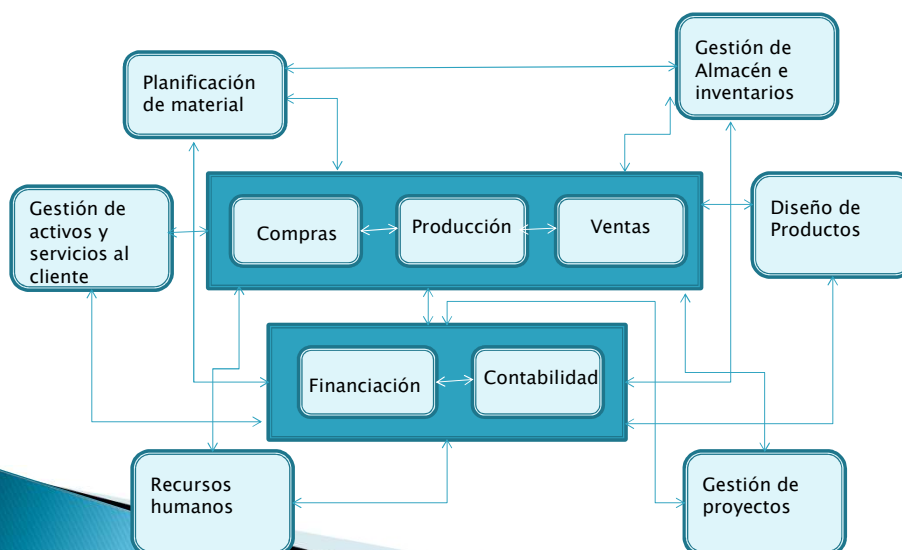 Planificación
de material
Gestión de
Almacén e
inventarios
Gestión de
activos y
servicios al
cliente
Compras
Producción
Ventas
Diseño de
Productos
Financiación
Contabilidad
Recursos
humanos
Gestión de
proyectos